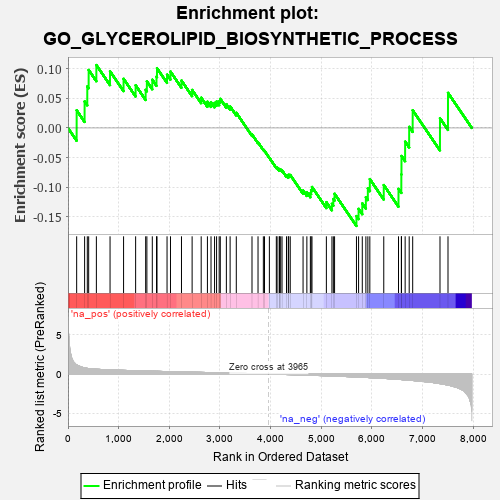 Enrichment plot:
GO_GLYCEROLIPID_BIOSYNTHETIC_PROCESS
Enrichment score (ES)
0.10
0.05
0.00
-0.05
-0.10
-0.15
'na_pos' (positively correlated)
Ranked list metric (PreRanked)
5
0
-5
Zero cross at 3965
'na_neg' (negatively correlated)
0 1,000 2,000 3,000 4,000 5,000 6,000 7,000 8,000
Rank in Ordered Dataset
Enrichment profile Hits Ranking metric scores